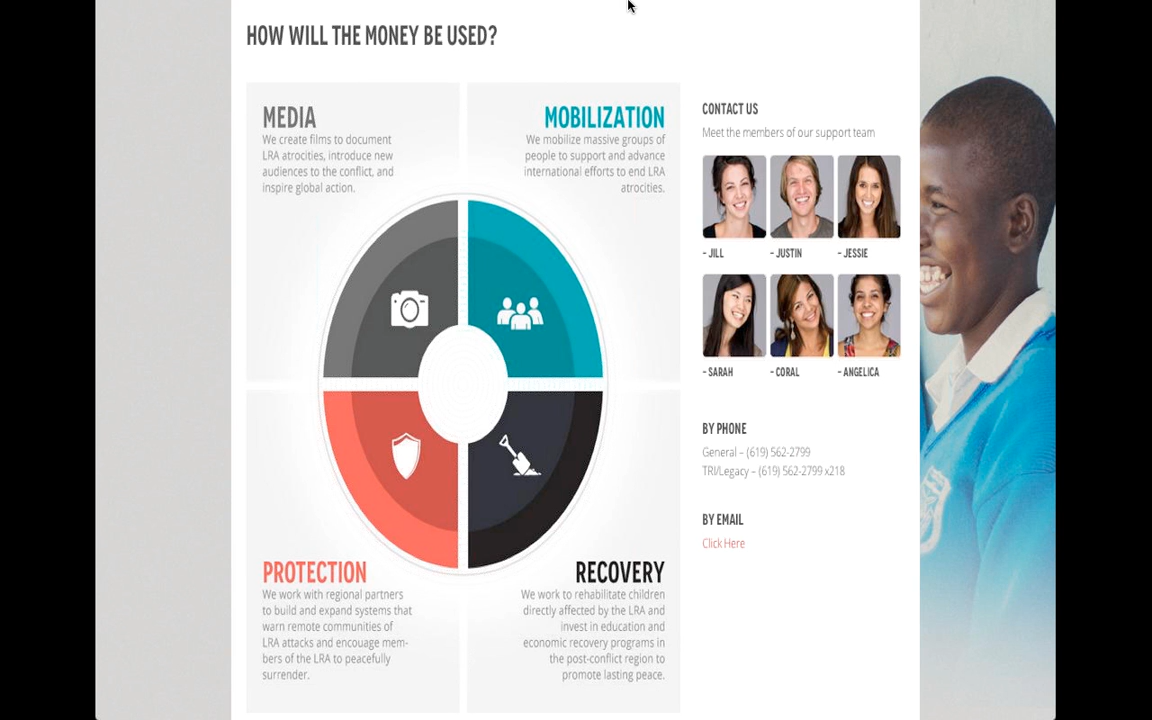 HOW WILL THE MONEY BE USED?
MEDIA
We create films to document
LRA atrocities, introduce new
audiences to the conflict, and
inspire global action.
MOBILIZATION
We mobilize massive groups of
people to support and advance
international efforts to end LRA
atrocities.
PROTECTION
We work with regional partners
to build and expand systems that
warn remote communities of
LRA attacks and encouage mem-
bers of the LRA to peacefully
surrender.
RECOVERY
We work to rehabilitate children
directly affected by the LRA and
invest in education and
economic recovery programs in
the post-conflict region to
promote lasting peace.
CONTACT US
Meet the members of our support team
- JILL
- JUSTIN
- JESSIE
- SARAH
- CORAL
- ANGELICA
BY PHONE
General – (619) 562-2799
TRI/Legacy – (619) 562-2799 x218
BY EMAIL
Click Here